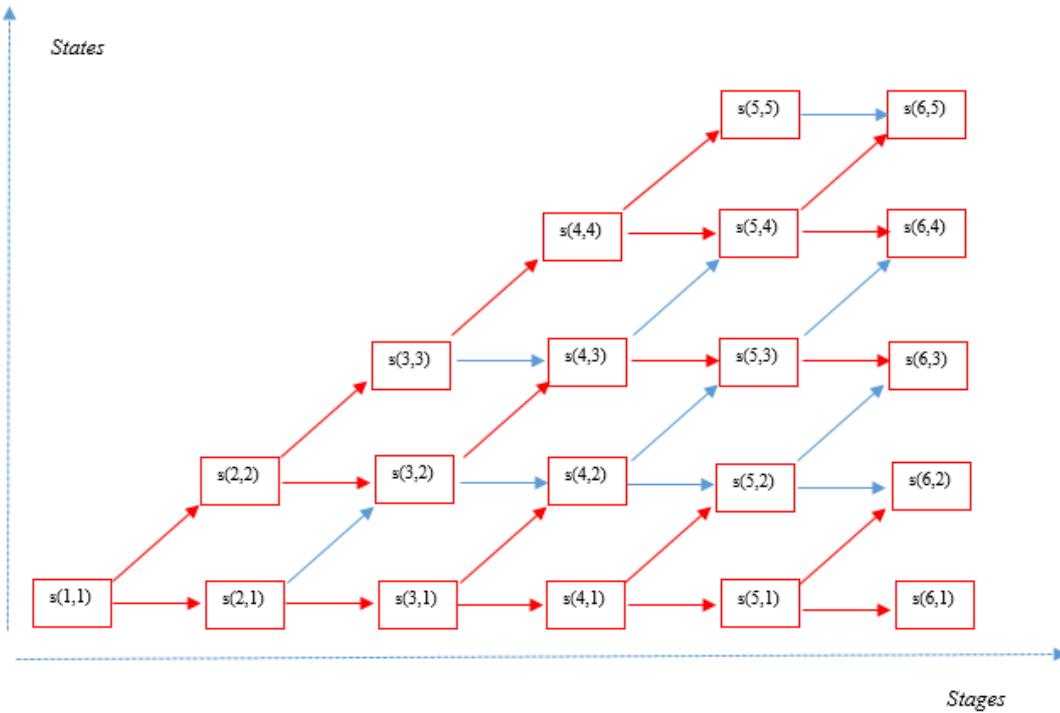 States
s(5,5)
s(6,5)
s(4,4)
s(5,4)
s(6,4)
s(3,3)
s(4,3)
s(5,3)
s(6,3)
s(2,2)
s(3,2)
s(4,2)
s(5,2)
s(6,2)
s(1,1)
s(2,1)
s(3,1)
s(4,1)
s(5,1)
s(6,1)
Stages